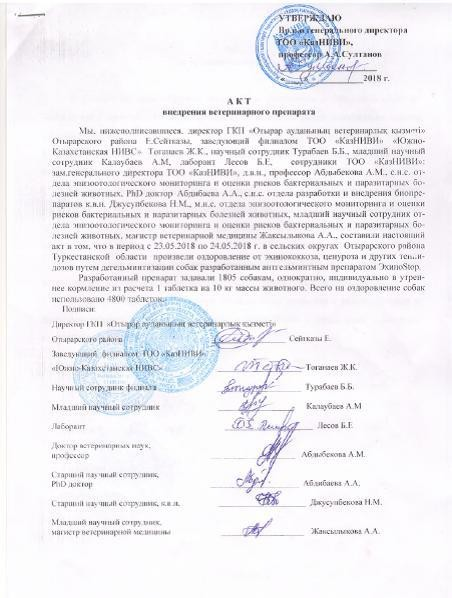 УТВЕРЖДАЮ
Вр.и.о генерального директора
ТОО «КазНИВИ»,
профессор А.А.Султанов
2018 г.
А К Т
внедрения ветеринарного препарата
Мы, нижеподписавшиеся, директор ГКП «Отырар ауданының ветеринарлық қызметі»
Отырарского района Е.Сейтказы, заведующий филиалом ТОО «КазНИВИ» «Южно-
Казахстанская НИВС» Тоганаев Ж.К., научный сотрудник Турабаев Б.Б., младший научный
сотрудник Калаубаев А.М, лаборант Лесов Б.Е, сотрудники ТОО «КазНИВИ»:
зам.генерального директора ТОО «КазНИВИ», д.в.н., профессор Абдыбекова А.М., с.н.с. от-
дела эпизоотологического мониторинга и оценки рисков бактериальных и паразитарных бо-
лезней животных, PhD доктор Абдибаева А.А., с.н.с. отдела разработки и внедрения биопре-
паратов к.в.н. Джусупбекова Н.М., м.н.с. отдела эпизоотологического мониторинга и оценки
рисков бактериальных и паразитарных болезней животных, младший научный сотрудник от-
дела эпизоотологического мониторинга и оценки рисков бактериальных и паразитарных бо-
лезней животных, магистр ветеринарной медицины Жаксылыкова А.А., составили настоящий
акт в том, что в период с 23.05.2018 по 24.05.2018 г. в сельских округах Отырарского района
Туркестанской области произвели оздоровление от эхинококкоза, ценуроза и других тении-
дозов путем дегельминтизации собак разработанным антгельминтным препаратом ЭхиноStop.
Разработанный препарат задавали 1805 собакам, однократно, индивидуально в утрен-
нее кормление из расчета 1 таблетка на 10 кг массы животного. Всего на оздоровление собак
использовано 4800 таблеток.
Подписи:
Директор ГКП «Отырар ауданының ветеринарлық қызметі»
Отырарского района Сейтказы Е.
Заведующий филиалом ТОО «КазНИВИ»
«Южно-Казахстанская НИВС» Тоганаев Ж.К.
Научный сотрудник филиала Турабаев Б.Б.
Младший научный сотрудник Калаубаев А.М
Лаборант Лесов Б.Е
Доктор ветеринарных наук,
профессор Абдыбекова А.М.
Старший научный сотрудник,
PhD доктор Абдибаева А.А.
Старший научный сотрудник, к.в.н. Джусупбекова Н.М.
Младший научный сотрудник,
магистр ветеринарной медицины Жаксылыкова А.А.